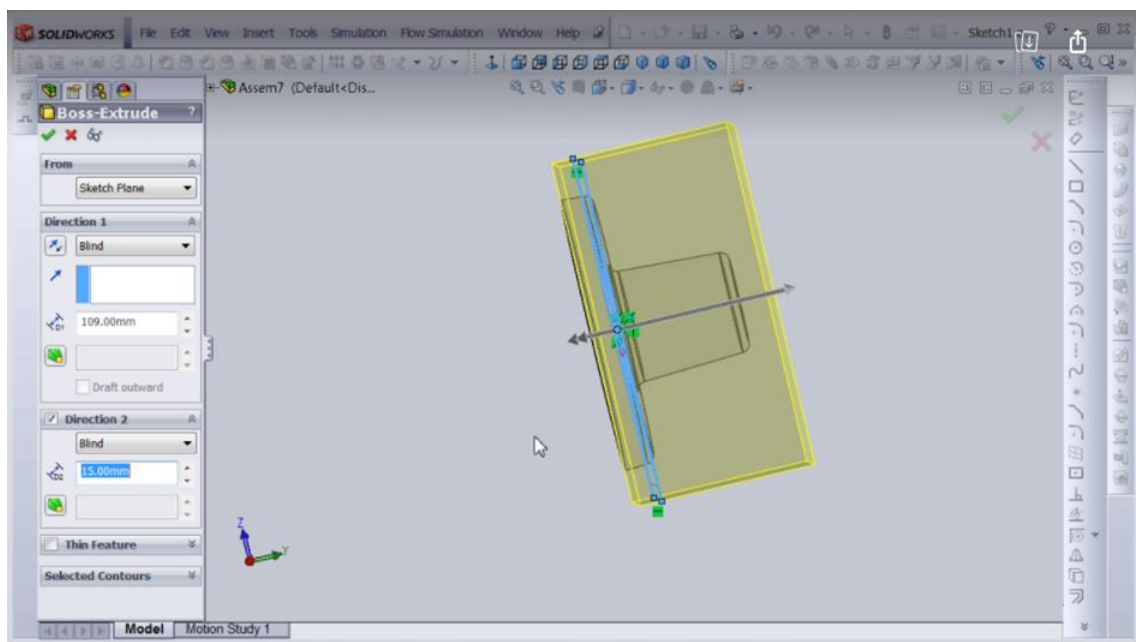 SOLIDWORKS File Edit View Insert Tools Simulation Flow Simulation Window Help Sketch1
Assem7 (Default<Dis...
Boss-Extrude ?
From
Sketch Plane
Direction 1
Blind
D1 109.00mm
Draft outward
Direction 2
Blind
D2 15.00mm
Thin Feature
Selected Contours
Z
Y
Model Motion Study 1